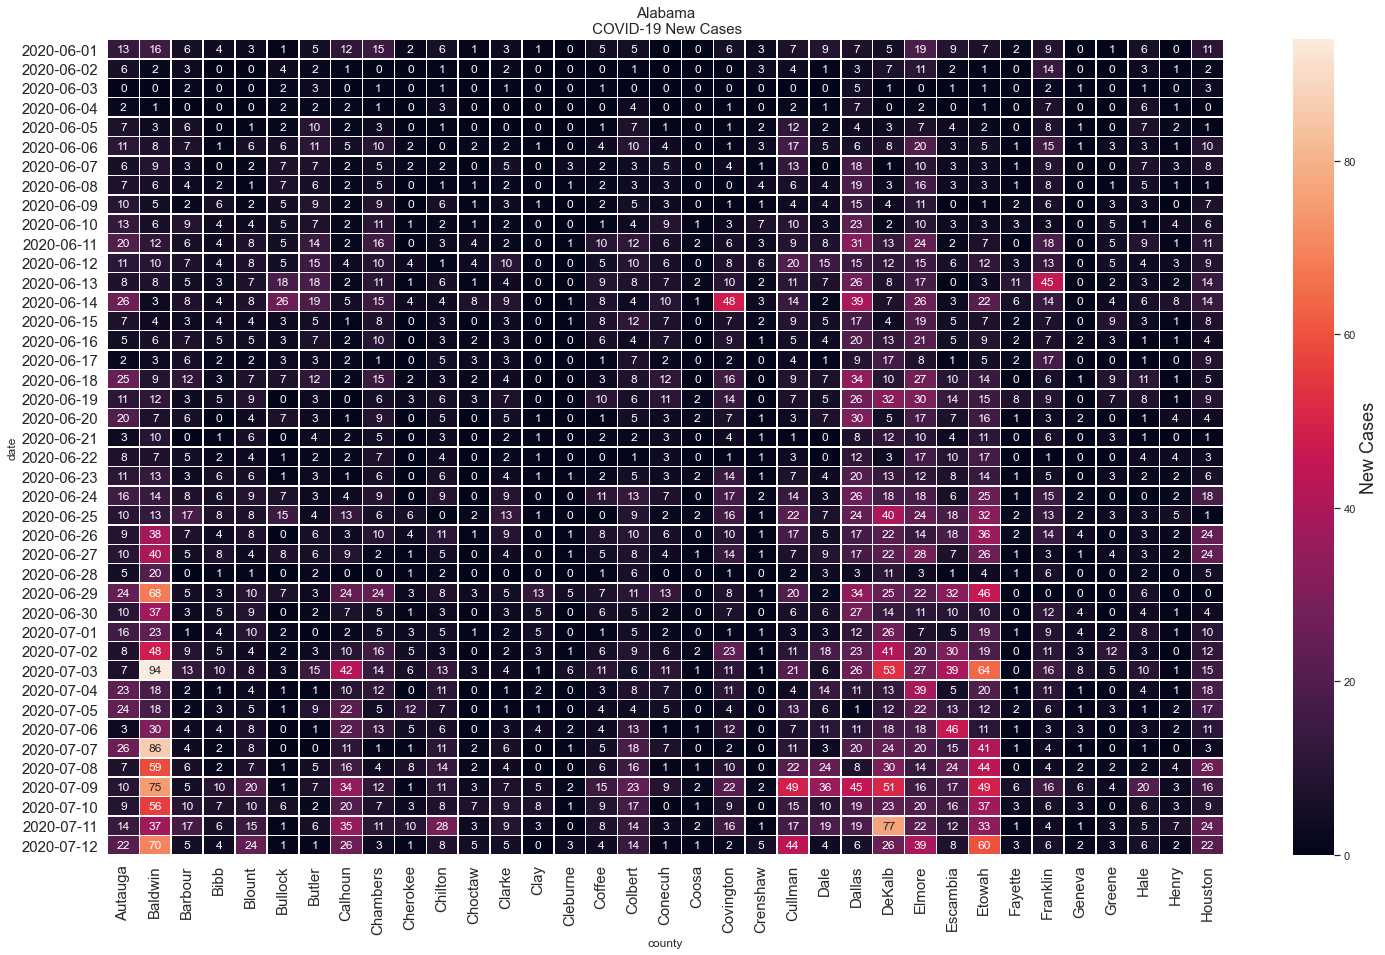 Alabama
COVID-19 New Cases
2020-06-01 13 16 6 4 3 1 5 12 15 2 6 1 3 1 0 5 5 0 0 6 3 7 9 7 5 19 9 7 2 9 0 1 6 0 11
2020-06-02 6 2 3 0 0 4 2 1 0 0 1 0 2 0 0 0 1 0 0 0 3 4 1 3 7 11 2 1 0 14 0 0 3 1 2
2020-06-03 0 0 2 0 0 2 3 0 1 0 1 0 1 0 0 1 0 0 0 0 0 0 0 5 1 0 1 1 0 2 1 0 1 0 3
2020-06-04 2 1 0 0 0 2 2 2 1 0 3 0 0 0 0 0 4 0 0 1 0 2 1 7 0 2 0 1 0 7 0 0 6 1 0
2020-06-05 7 3 6 0 1 2 10 2 3 0 1 0 0 0 0 1 7 1 0 1 2 12 2 4 3 7 4 2 0 8 1 0 7 2 1
2020-06-06 11 8 7 1 6 6 11 5 10 2 0 2 2 1 0 4 10 4 0 1 3 17 5 6 8 20 3 5 1 15 1 3 3 1 10
2020-06-07 6 9 3 0 2 7 7 2 5 2 2 0 5 0 3 2 3 5 0 4 1 13 0 18 1 10 3 1 1 9 0 0 7 3 8
2020-06-08 7 6 4 2 1 7 6 2 5 0 1 1 2 0 1 2 3 3 0 0 4 6 4 19 3 16 3 3 1 8 0 1 5 1 1
2020-06-09 10 5 2 6 2 5 9 2 9 0 6 1 3 1 0 2 5 3 0 1 1 4 4 15 4 11 0 1 2 6 0 3 3 0 7
2020-06-10 13 6 9 4 4 5 7 2 11 1 2 1 2 0 0 1 4 9 1 3 7 10 3 23 2 10 3 3 3 3 0 5 1 4 6
2020-06-11 20 12 6 4 8 5 14 2 16 0 3 4 2 0 1 10 12 6 2 6 3 9 8 31 13 24 2 7 0 18 0 5 9 1 11
2020-06-12 11 10 7 4 8 5 15 4 10 4 1 4 10 0 0 5 10 6 0 8 6 20 15 15 12 15 6 12 3 13 0 5 4 3 9
2020-06-13 8 8 5 3 7 18 18 2 11 1 6 1 4 0 0 9 8 7 2 10 2 11 7 26 8 17 0 3 11 45 0 2 3 2 14
2020-06-14 26 3 8 4 8 26 19 5 15 4 4 8 9 0 1 8 4 10 1 48 3 14 2 39 7 26 3 22 6 14 0 4 6 8 14
2020-06-15 7 4 3 4 4 3 5 1 8 0 3 0 3 0 1 8 12 7 0 7 2 9 5 17 4 19 5 7 2 7 0 9 3 1 8
2020-06-16 5 6 7 5 5 3 7 2 10 0 3 2 3 0 0 6 4 7 0 9 1 5 4 20 13 21 5 9 2 7 2 3 1 1 4
2020-06-17 2 3 6 2 2 3 3 2 1 0 5 3 3 0 0 1 7 2 0 2 0 4 1 9 17 8 1 5 2 17 0 0 1 0 9
2020-06-18 25 9 12 3 7 7 12 2 15 2 3 2 4 0 0 3 8 12 0 16 0 9 7 34 10 27 10 14 0 6 1 9 11 1 5
2020-06-19 11 12 3 5 9 0 3 0 6 3 6 3 7 0 0 10 6 11 2 14 0 7 5 26 32 30 14 15 8 9 0 7 8 1 9
2020-06-20 20 7 6 0 4 7 3 1 9 0 5 0 5 1 0 1 5 3 2 7 1 3 7 30 5 17 7 16 1 3 2 0 1 4 4
2020-06-21 3 10 0 1 6 0 4 2 5 0 3 0 2 1 0 2 2 3 0 4 1 1 0 8 12 10 4 11 0 6 0 3 1 0 1
2020-06-22 8 7 5 2 4 1 2 2 7 0 4 0 2 1 0 0 1 3 0 1 1 3 0 12 3 17 10 17 0 1 0 0 4 4 3
2020-06-23 11 13 3 6 6 1 3 1 6 0 6 0 4 1 1 2 5 3 2 14 1 7 4 20 13 12 8 14 1 5 0 3 2 2 6
2020-06-24 16 14 8 6 9 7 3 4 9 0 9 0 9 0 0 11 13 7 0 17 2 14 3 26 18 18 6 25 1 15 2 0 0 2 18
2020-06-25 10 13 17 8 8 15 4 13 6 6 0 2 13 1 0 0 9 2 2 16 1 22 7 24 40 24 18 32 2 13 2 3 3 5 1
2020-06-26 9 38 7 4 8 0 6 3 10 4 11 1 9 0 1 8 10 6 0 10 1 17 5 17 22 14 18 36 2 14 4 0 3 2 24
2020-06-27 10 40 5 8 4 8 6 9 2 1 5 0 4 0 1 5 8 4 1 14 1 7 9 17 22 28 7 26 1 3 1 4 3 2 24
2020-06-28 5 20 0 1 1 0 2 0 0 1 2 0 0 0 0 1 6 0 0 1 0 2 3 3 11 3 1 4 1 6 0 0 2 0 5
2020-06-29 24 68 5 3 10 7 3 24 24 3 8 3 5 13 5 7 11 13 0 8 1 20 2 34 25 22 32 46 0 0 0 0 6 0 0
2020-06-30 10 37 3 5 9 0 2 7 5 1 3 0 3 5 0 6 5 2 0 7 0 6 6 27 14 11 10 10 0 12 4 0 4 1 4
2020-07-01 16 23 1 4 10 2 0 2 5 3 5 1 2 5 0 1 5 2 0 1 1 3 3 12 26 7 5 19 1 9 4 2 8 1 10
2020-07-02 8 48 9 5 4 2 3 10 16 5 3 0 2 3 1 6 9 6 2 23 1 11 18 23 41 20 30 19 0 11 3 12 3 0 12
2020-07-03 7 94 13 10 8 3 15 42 14 6 13 3 4 1 6 11 6 11 1 11 1 21 6 26 53 27 39 64 0 16 8 5 10 1 15
2020-07-04 23 18 2 1 4 1 1 10 12 0 11 0 1 2 0 3 8 7 0 11 0 4 14 11 13 39 5 20 1 11 1 0 4 1 18
2020-07-05 24 18 2 3 5 1 9 22 5 12 7 0 1 1 0 4 4 5 0 4 0 13 6 1 12 22 13 12 2 6 1 3 1 2 17
2020-07-06 3 30 4 4 8 0 1 22 13 5 6 0 3 4 2 4 13 1 1 12 0 7 11 11 18 18 46 11 1 3 3 0 3 2 11
2020-07-07 26 86 4 2 8 0 0 11 1 1 11 2 6 0 1 5 18 7 0 2 0 11 3 20 24 20 15 41 1 4 1 0 1 0 3
2020-07-08 7 59 6 2 7 1 5 16 4 8 14 2 4 0 0 6 16 1 1 10 0 22 24 8 30 14 24 44 0 4 2 2 2 4 26
2020-07-09 10 75 5 10 20 1 7 34 12 1 11 3 7 5 2 15 23 9 2 22 2 49 36 45 51 16 17 49 6 16 6 4 20 3 16
2020-07-10 9 56 10 7 10 6 2 20 7 3 8 7 9 8 1 9 17 0 1 9 0 15 10 19 23 20 16 37 3 6 3 0 6 3 9
2020-07-11 14 37 17 6 15 1 6 35 11 10 28 3 9 3 0 8 14 3 2 16 1 17 19 19 77 22 12 33 1 4 1 3 5 7 24
2020-07-12 22 70 5 4 24 1 1 26 3 1 8 5 5 0 3 4 14 1 1 2 5 44 4 6 26 39 8 60 3 6 2 3 6 2 22
date
Autauga Baldwin Barbour Bibb Blount Bullock Butler Calhoun Chambers Cherokee Chilton Choctaw Clarke Clay Cleburne Coffee Colbert Conecuh Coosa Covington Crenshaw Cullman Dale Dallas DeKalb Elmore Escambia Etowah Fayette Franklin Geneva Greene Hale Henry Houston
county
80
60
40
20
0
New Cases